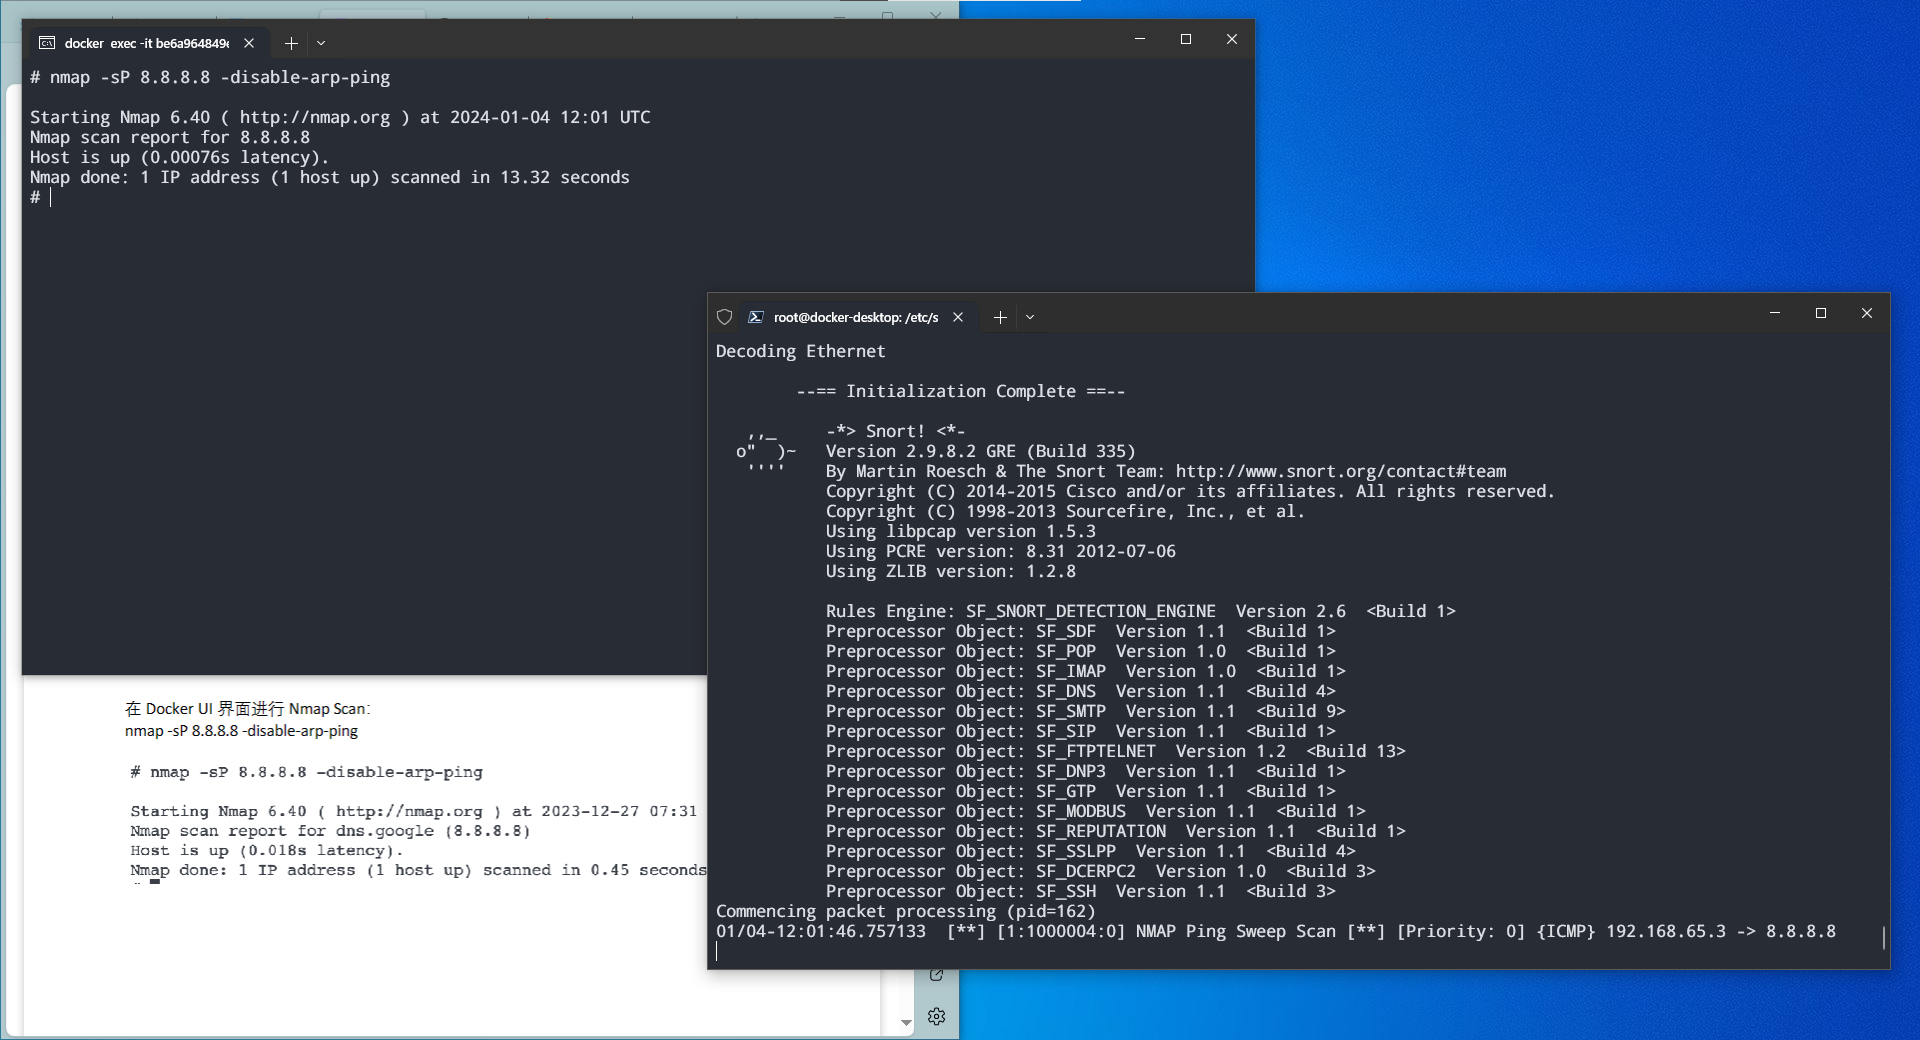 docker exec -it be6a964849
# nmap -sP 8.8.8.8 -disable-arp-ping
Starting Nmap 6.40 ( http://nmap.org ) at 2024-01-04 12:01 UTC
Nmap scan report for 8.8.8.8
Host is up (0.00076s latency).
Nmap done: 1 IP address (1 host up) scanned in 13.32 seconds
#
root@docker-desktop: /etc/s
Decoding Ethernet
--== Initialization Complete ==--
,,_     -*> Snort! <*-
o"  )~   Version 2.9.8.2 GRE (Build 335)
''''    By Martin Roesch & The Snort Team: http://www.snort.org/contact#team
Copyright (C) 2014-2015 Cisco and/or its affiliates. All rights reserved.
Copyright (C) 1998-2013 Sourcefire, Inc., et al.
Using libpcap version 1.5.3
Using PCRE version: 8.31 2012-07-06
Using ZLIB version: 1.2.8
Rules Engine: SF_SNORT_DETECTION_ENGINE  Version 2.6  <Build 1>
Preprocessor Object: SF_SDF  Version 1.1  <Build 1>
Preprocessor Object: SF_POP  Version 1.0  <Build 1>
Preprocessor Object: SF_IMAP  Version 1.0  <Build 1>
Preprocessor Object: SF_DNS  Version 1.1  <Build 4>
Preprocessor Object: SF_SMTP  Version 1.1  <Build 9>
Preprocessor Object: SF_SIP  Version 1.1  <Build 1>
Preprocessor Object: SF_FTPTELNET  Version 1.2  <Build 13>
Preprocessor Object: SF_DNP3  Version 1.1  <Build 1>
Preprocessor Object: SF_GTP  Version 1.1  <Build 1>
Preprocessor Object: SF_MODBUS  Version 1.1  <Build 1>
Preprocessor Object: SF_REPUTATION  Version 1.1  <Build 1>
Preprocessor Object: SF_SSLPP  Version 1.1  <Build 4>
Preprocessor Object: SF_DCERPC2  Version 1.0  <Build 3>
Preprocessor Object: SF_SSH  Version 1.1  <Build 3>
Commencing packet processing (pid=162)
01/04-12:01:46.757133  [**] [1:1000004:0] NMAP Ping Sweep Scan [**] [Priority: 0] {ICMP} 192.168.65.3 -> 8.8.8.8
在 Docker UI 界面进行 Nmap Scan:
nmap -sP 8.8.8.8 -disable-arp-ping
# nmap -sP 8.8.8.8 -disable-arp-ping
Starting Nmap 6.40 ( http://nmap.org ) at 2023-12-27 07:31
Nmap scan report for dns.google (8.8.8.8)
Host is up (0.018s latency).
Nmap done: 1 IP address (1 host up) scanned in 0.45 seconds